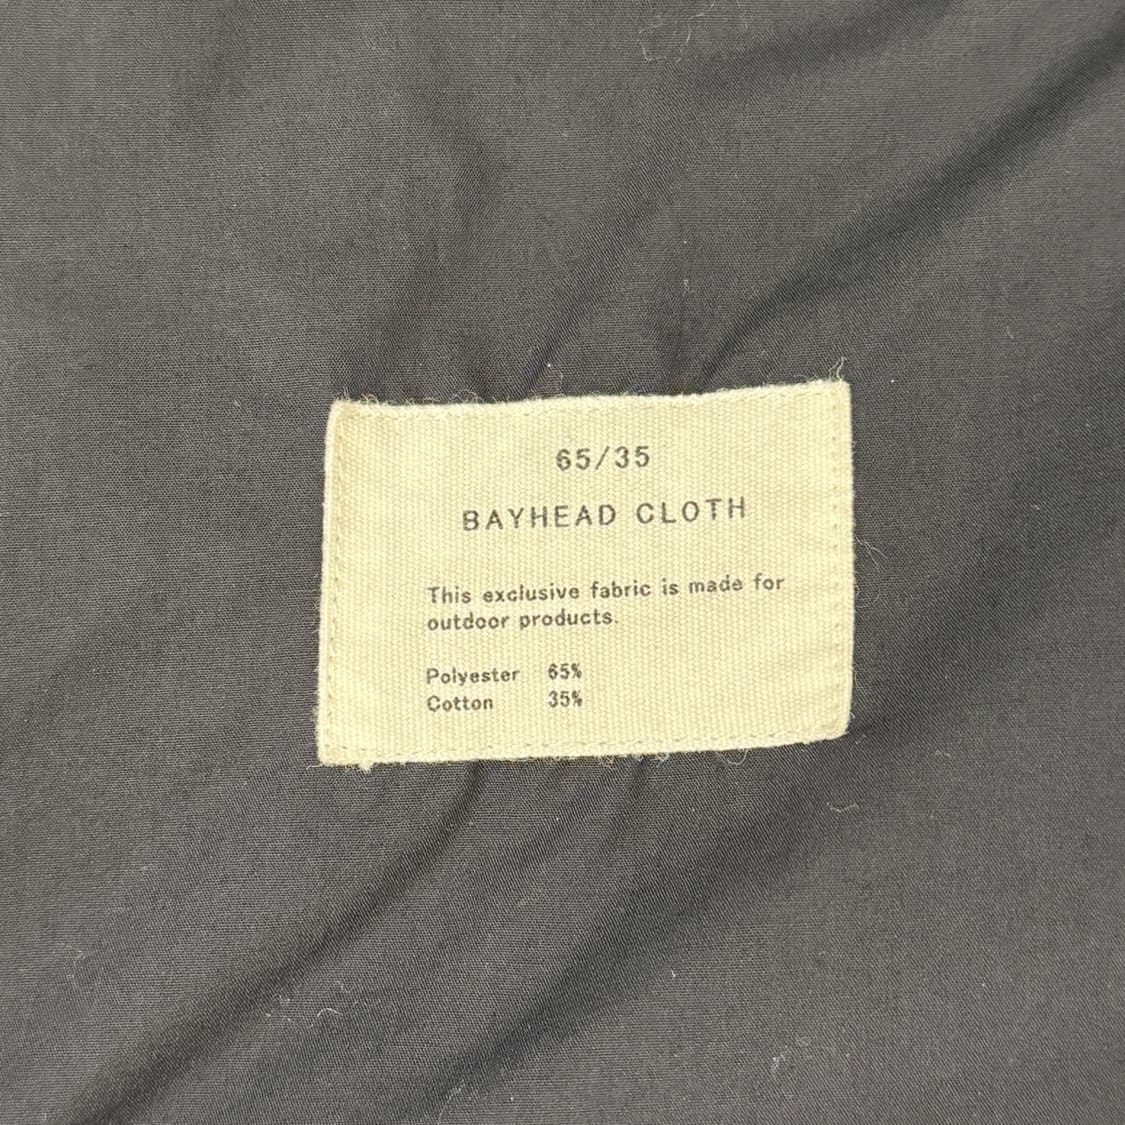 65/35
BAYHEAD CLOTH
This exclusive fabric is made for
outdoor products.
Polyester 65%
Cotton 35%